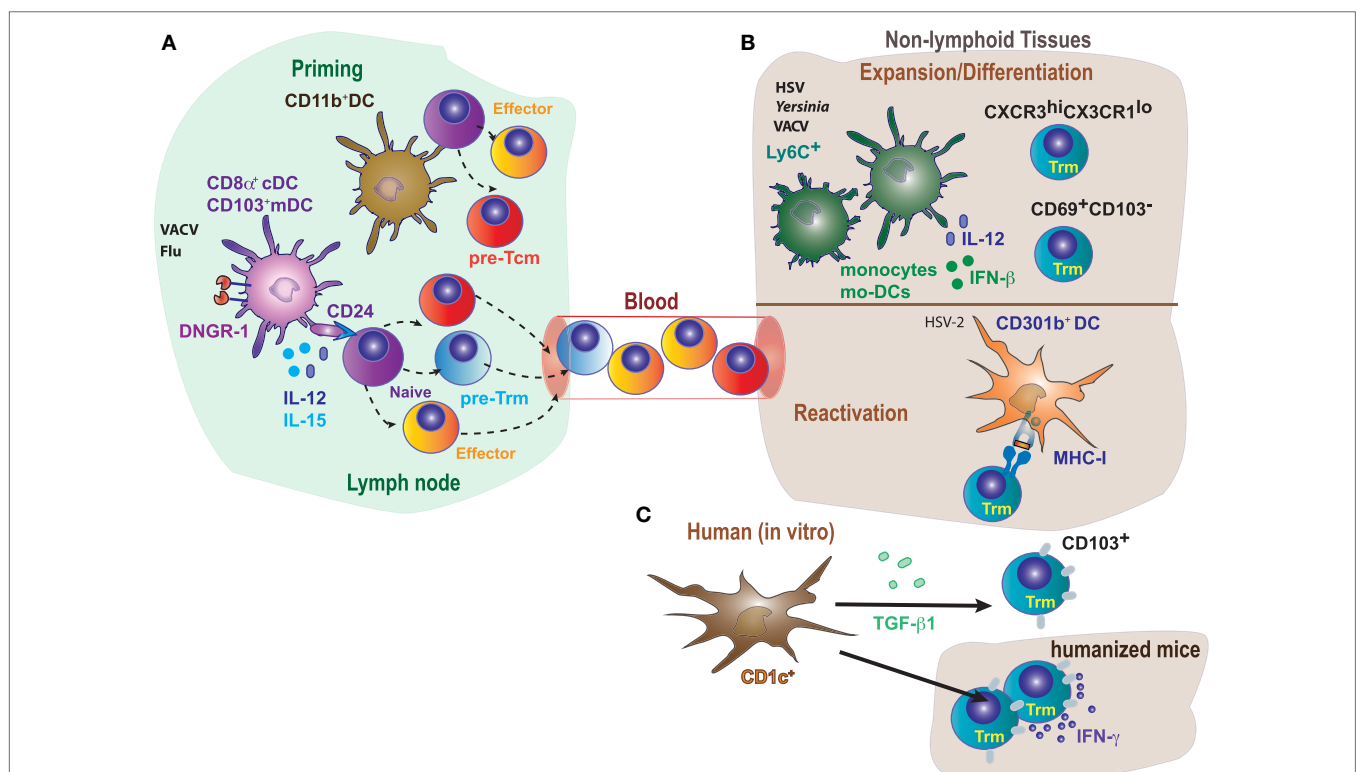 A
Priming
CD11b⁺DC
Effector
CD8α⁺ cDC
CD103⁺mDC
VACV
Flu
pre-Tcm
DNGR-1
CD24
IL-12
IL-15
Naive
pre-Trm
Effector
Lymph node
Blood
B
Non-lymphoid Tissues
Expansion/Differentiation
HSV
Yersinia
VACV
Ly6C⁺
CXCR3ʰⁱCX3CR1ˡᵒ
Trm
CD69⁺CD103⁻
Trm
IL-12
monocytes
mo-DCs
IFN-β
HSV-2
CD301b⁺ DC
Reactivation
MHC-I
Trm
C
Human (in vitro)
CD1c⁺
TGF-β1
CD103⁺
Trm
humanized mice
Trm
Trm
IFN-γ